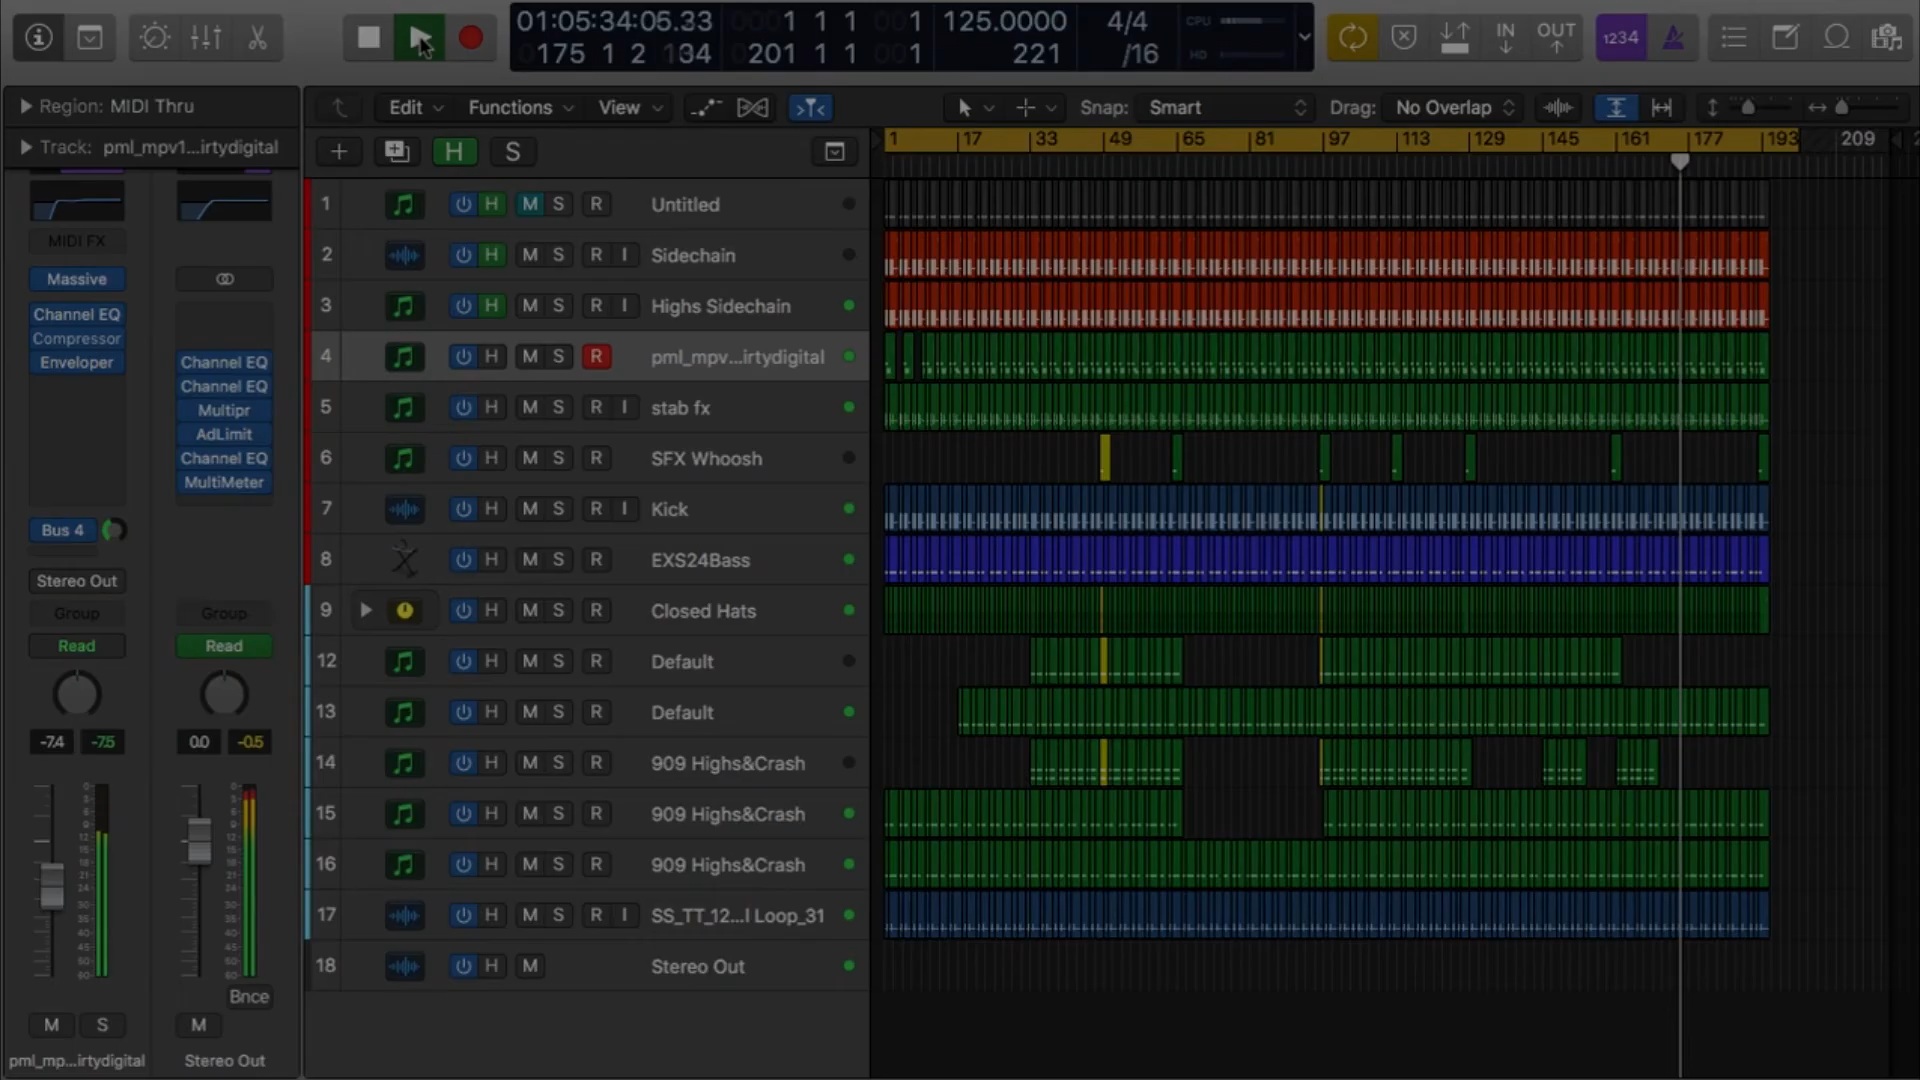 01:05:34:05.33 0001 1 1 001 125.0000 4/4 CPU
175 1 2 184 201 1 1 001 221 /16 HD
IN OUT 1234
Region: MIDI Thru
Edit Functions View Snap: Smart Drag: No Overlap
Track: pml_mpv1...irtydigital
H S
1 17 33 49 65 81 97 113 129 145 161 177 193 209
MIDI FX
Massive
Channel EQ
Compressor
Enveloper
Channel EQ
Channel EQ
Multipr
AdLimit
Channel EQ
MultiMeter
Bus 4
Stereo Out
Group Group
Read Read
-7.4 -7.5 0.0 -0.5
Bnce
M S M
pml_mp...irtydigital Stereo Out
1 H M S R Untitled
2 H M S R I Sidechain
3 H M S R I Highs Sidechain
4 H M S R pml_mpv...irtydigital
5 H M S R I stab fx
6 H M S R SFX Whoosh
7 H M S R I Kick
8 H M S R EXS24Bass
9 H M S R Closed Hats
12 H M S R Default
13 H M S R Default
14 H M S R 909 Highs&Crash
15 H M S R 909 Highs&Crash
16 H M S R 909 Highs&Crash
17 H M S R I SS_TT_12...l Loop_31
18 H M Stereo Out